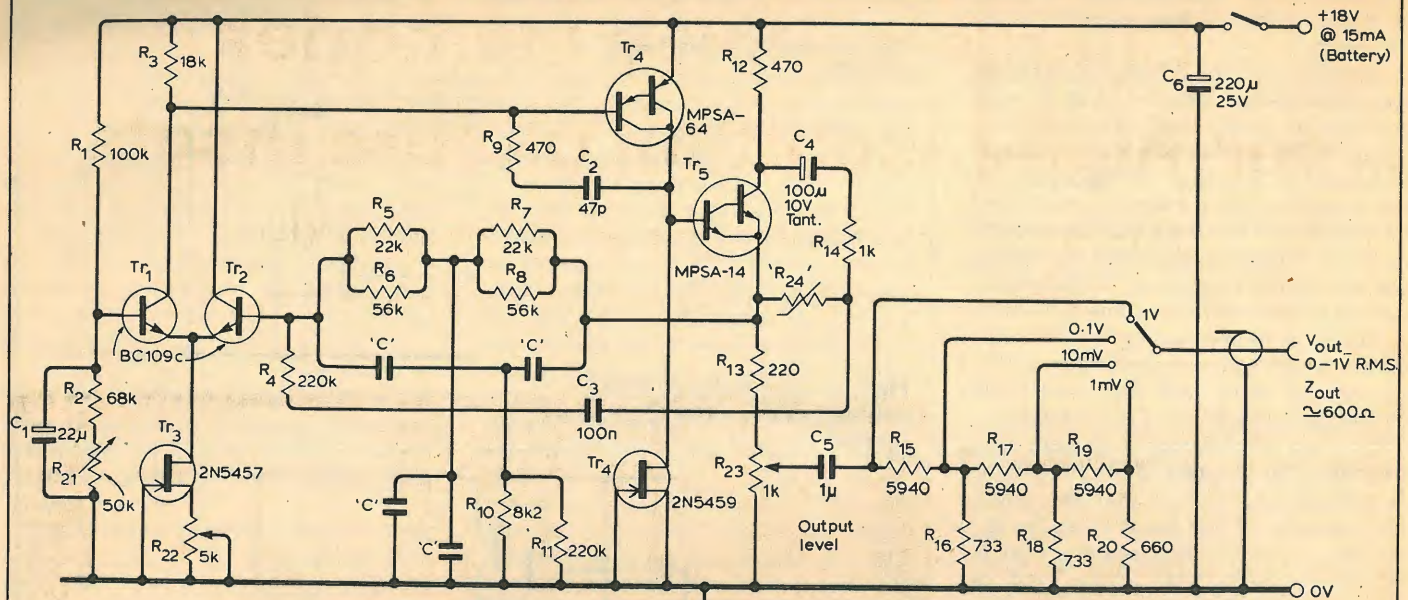 R3
18k
R1
100k
Tr4
MPSA-
64
R9
470
C2
47p
R12
470
C4
100μ
10V
Tant.
Tr5
MPSA-14
R14
1k
'R24'
+18V
@ 15mA
(Battery)
C6
220μ
25V
R5
22k
R6
56k
R7
22k
R8
56k
Tr1
Tr2
BC109c
R4
220k
'C'
'C'
C3
100n
R13
220
1V
0·1V
10mV
1mV
Vout
0-1V R.M.S.
Zout
≃600Ω
C1
22μ
R2
68k
R21
50k
Tr3
2N5457
R22
5k
'C'
'C'
R10
8k2
R11
220k
Tr4
2N5459
R23
1k
C5
1μ
Output
level
R15
5940
R17
5940
R19
5940
R16
733
R18
733
R20
660
0V